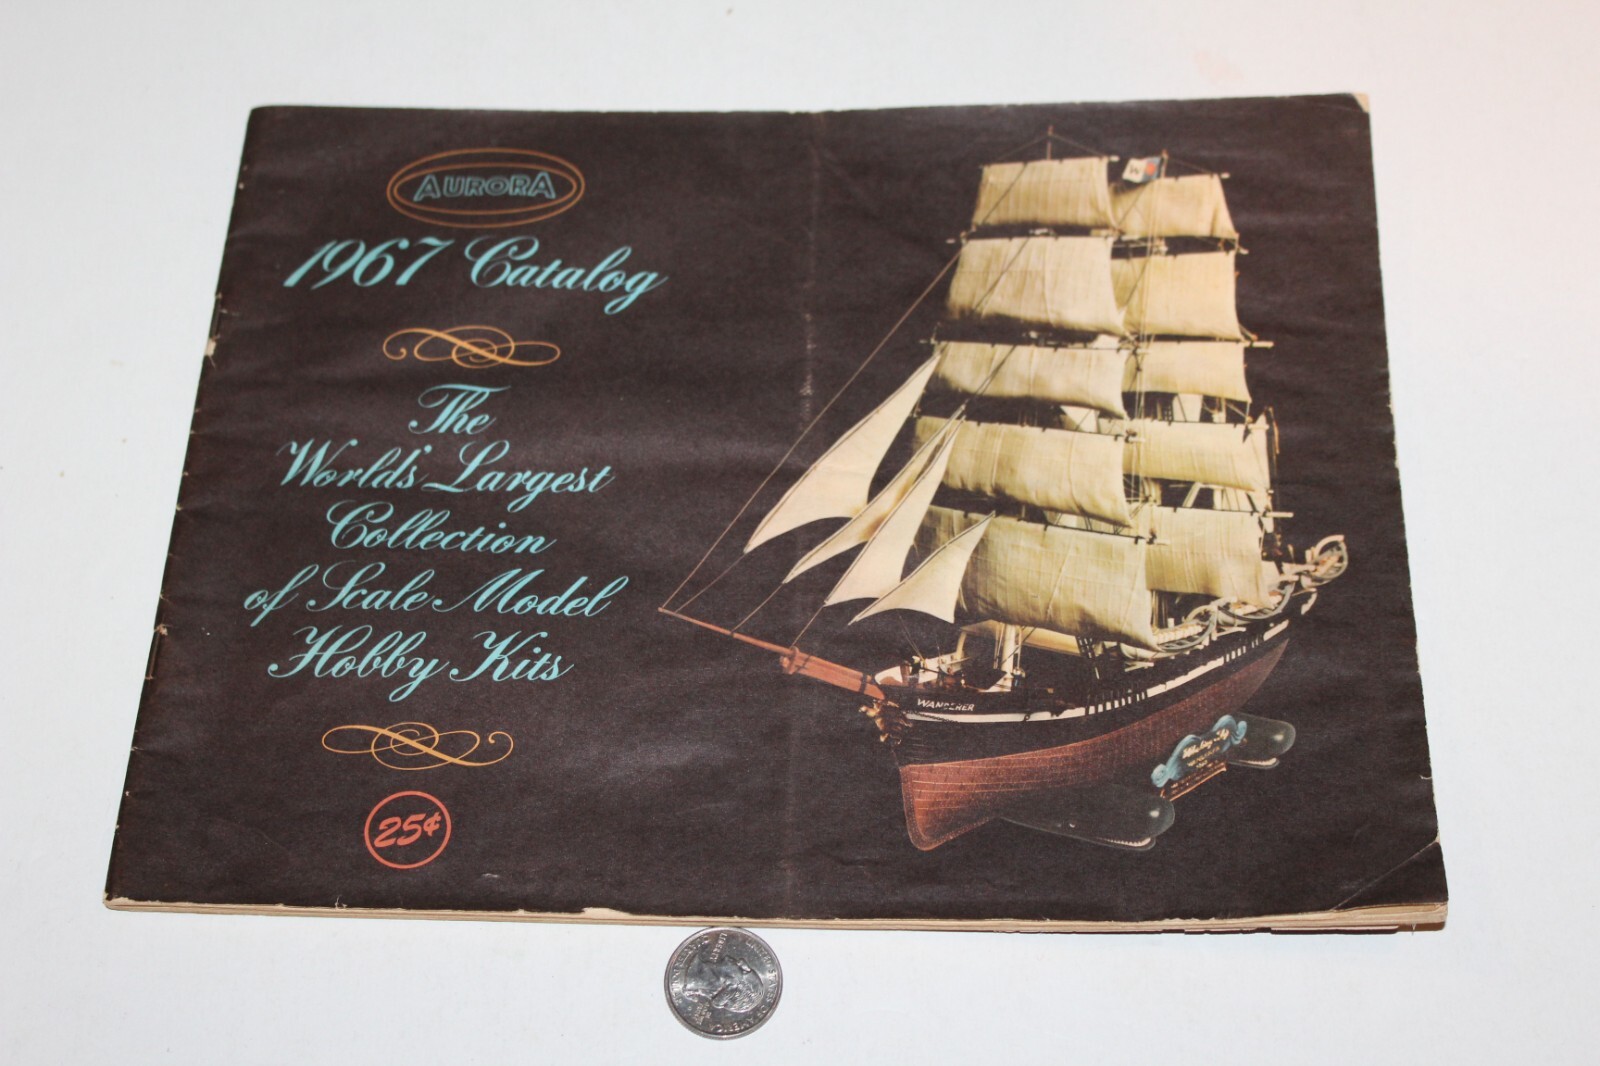 AURORA
1967 Catalog
The
World's Largest
Collection
of Scale Model
Hobby Kits
25¢
W
WANDERER